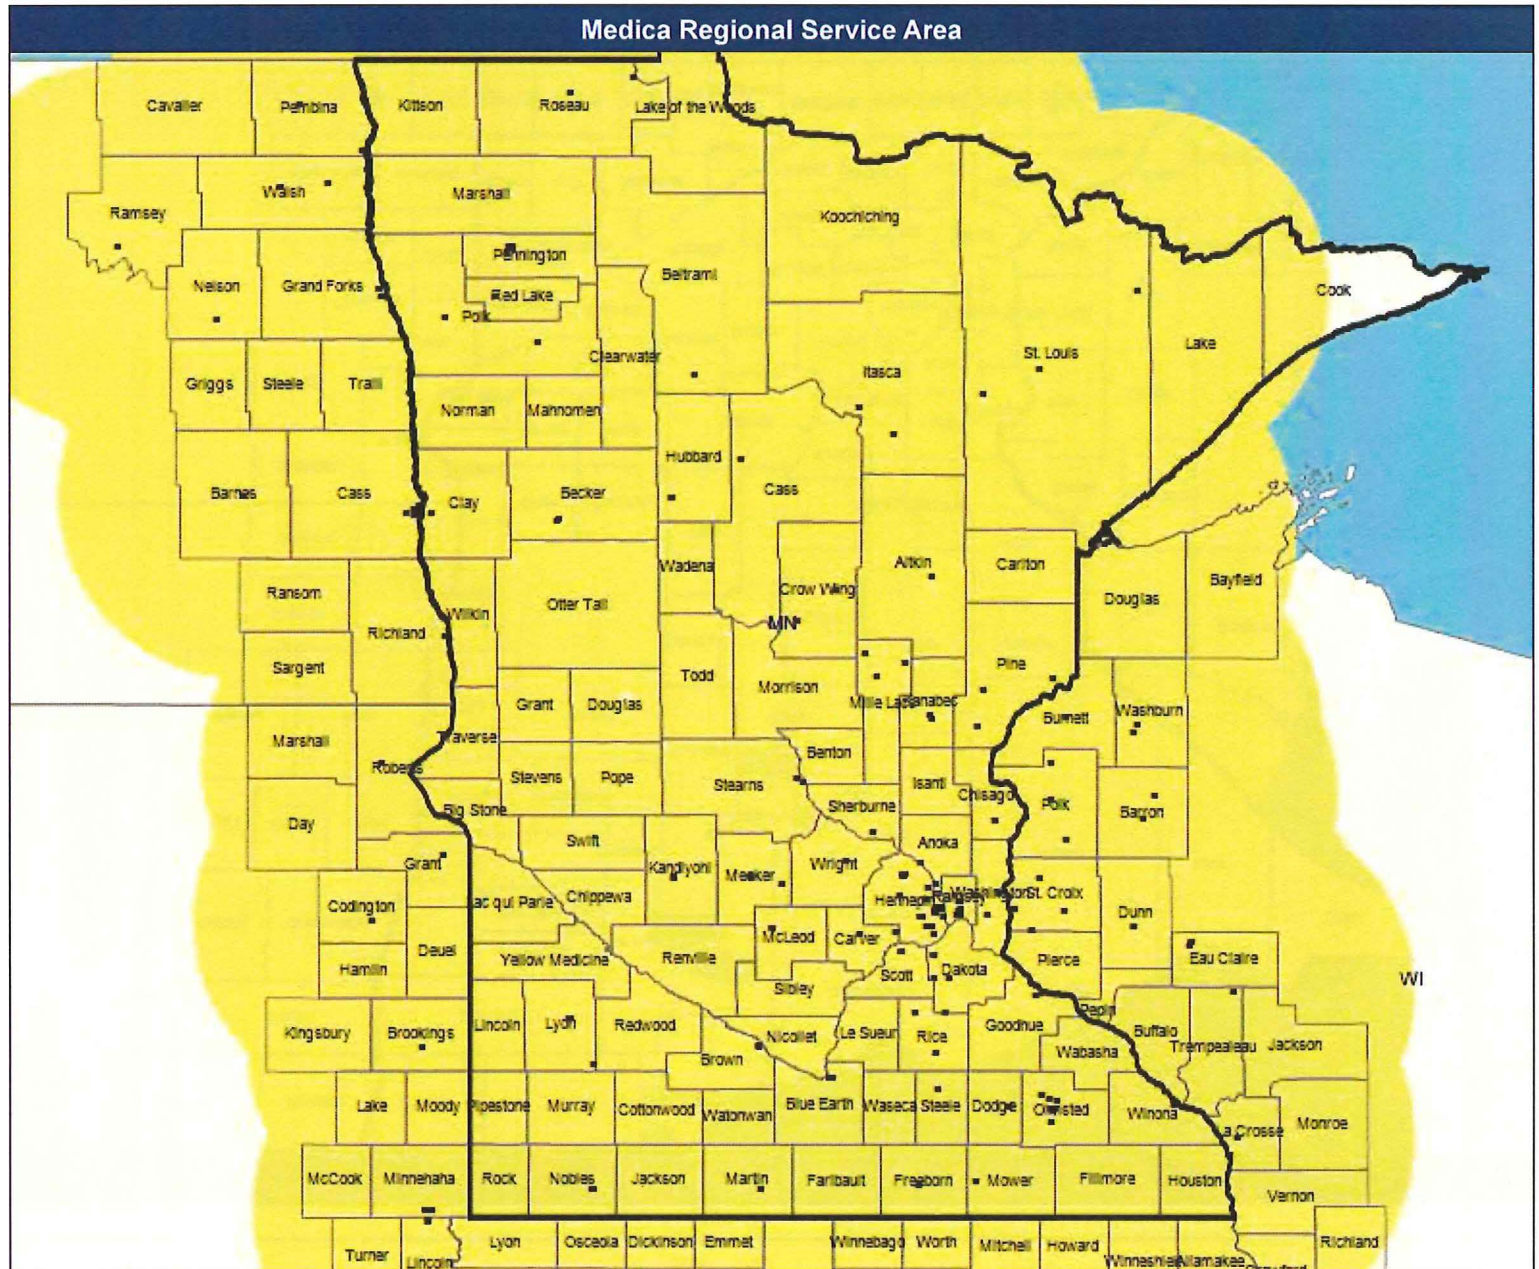 Medica Regional Service Area
Cavalier
Pembina
Kittson
Roseau
Lake of the Woods
Walsh
Marshall
Ramsey
Koochiching
Pennington
Nelson
Grand Forks
Red Lake
Beltrami
Cook
Polk
Clearwater
St. Louis
Lake
Itasca
Griggs
Steele
Traill
Norman
Mahnomen
Hubbard
Barnes
Cass
Clay
Becker
Cass
Wadena
Aitkin
Carlton
Crow Wing
Ransom
Wilkin
Otter Tail
Douglas
Bayfield
Richland
MN
Sargent
Todd
Morrison
Pine
Grant
Douglas
Mille Lacs
Kanabec
Burnett
Washburn
Marshall
Traverse
Benton
Roberts
Stevens
Pope
Stearns
Isanti
Chisago
Polk
Barron
Big Stone
Sherburne
Day
Swift
Anoka
Grant
Kandiyohi
Meeker
Wright
Lac qui Parle
Chippewa
Hennepin
Ramsey
Washington
St. Croix
Dunn
Codington
McLeod
Carver
Deuel
Yellow Medicine
Renville
Pierce
Eau Claire
Hamlin
Scott
Dakota
WI
Sibley
Pepin
Kingsbury
Brookings
Lincoln
Lyon
Redwood
Nicollet
Le Sueur
Rice
Goodhue
Buffalo
Trempealeau
Jackson
Brown
Wabasha
Lake
Moody
Pipestone
Murray
Cottonwood
Watonwan
Blue Earth
Waseca
Steele
Dodge
Olmsted
Winona
La Crosse
Monroe
McCook
Minnehaha
Rock
Nobles
Jackson
Martin
Faribault
Freeborn
Mower
Fillmore
Houston
Vernon
Turner
Lincoln
Lyon
Osceola
Dickinson
Emmet
Winnebago
Worth
Mitchell
Howard
Winneshiek
Allamakee
Richland